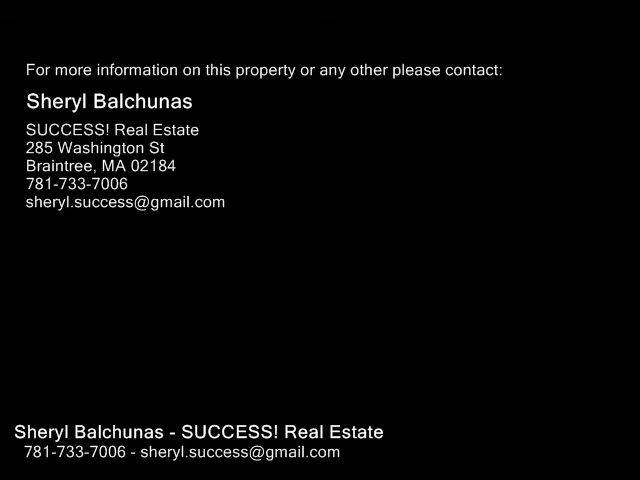 For more information on this property or any other please contact:
Sheryl Balchunas
SUCCESS! Real Estate
285 Washington St
Braintree, MA 02184
781-733-7006
sheryl.success@gmail.com
Sheryl Balchunas - SUCCESS! Real Estate
781-733-7006 - sheryl.success@gmail.com